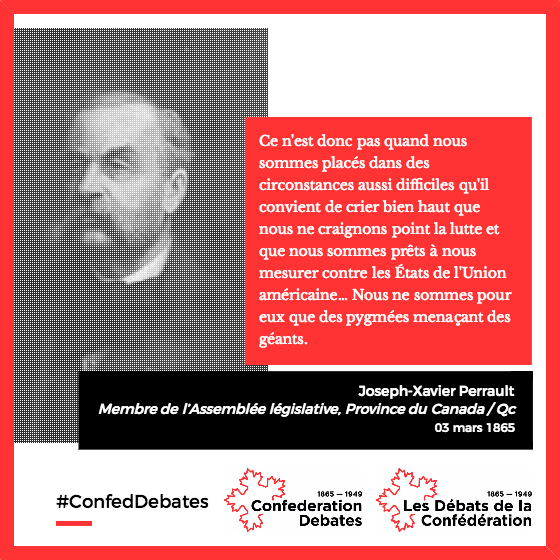 Ce n'est donc pas quand nous
sommes placés dans des
circonstances aussi difficiles qu'il
convient de crier bien haut que
nous ne craignons point la lutte et
que nous sommes prêts à nous
mesurer contre les États de l'Union
américaine... Nous ne sommes pour
eux que des pygmées menaçant des
géants.
Joseph-Xavier Perrault
Membre de l'Assemblée législative, Province du Canada / Qc
03 mars 1865
#ConfedDebates
1865 — 1949
Confederation
Debates
1865 — 1949
Les Débats de la
Confédération